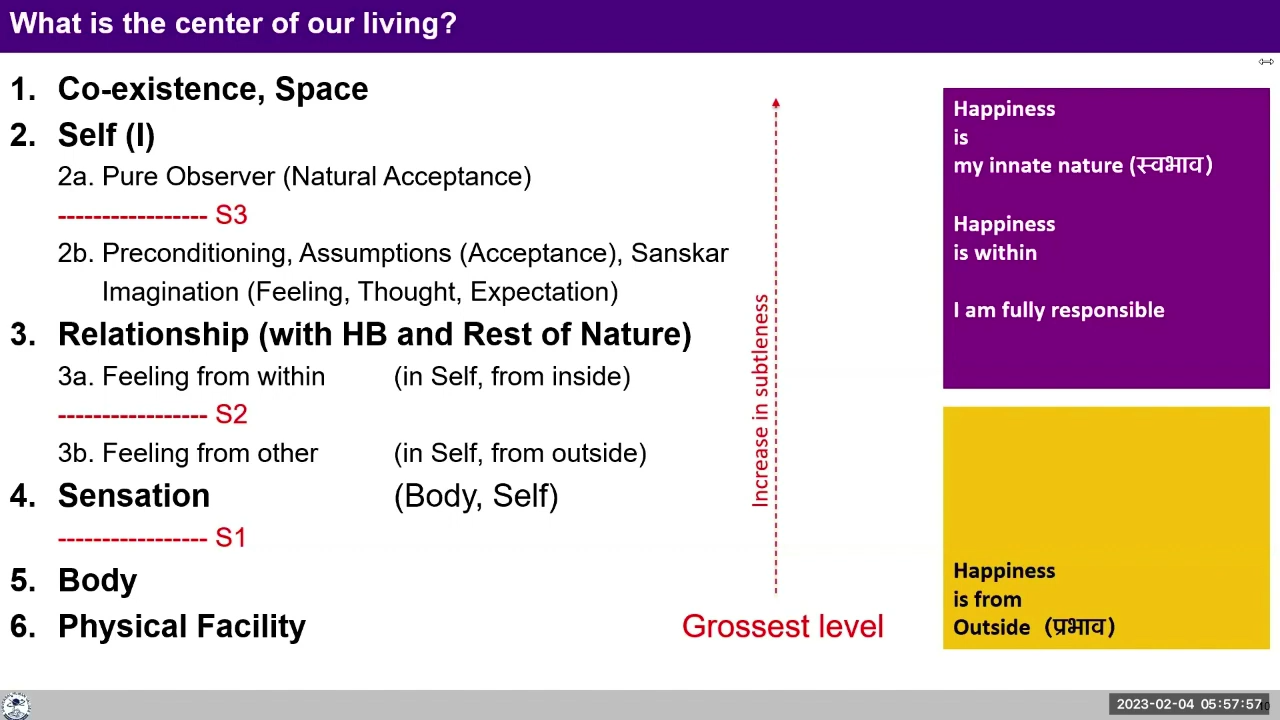 What is the center of our living?
1. Co-existence, Space
2. Self (I)
2a. Pure Observer (Natural Acceptance)
----------------- S3
2b. Preconditioning, Assumptions (Acceptance), Sanskar
Imagination (Feeling, Thought, Expectation)
3. Relationship (with HB and Rest of Nature)
3a. Feeling from within (in Self, from inside)
----------------- S2
3b. Feeling from other (in Self, from outside)
4. Sensation (Body, Self)
----------------- S1
5. Body
6. Physical Facility
Increase in subtleness
Grossest level
Happiness
is
my innate nature (स्वभाव)
Happiness
is within
I am fully responsible
Happiness
is from
Outside (प्रभाव)
2023-02-04 05:57:57
10